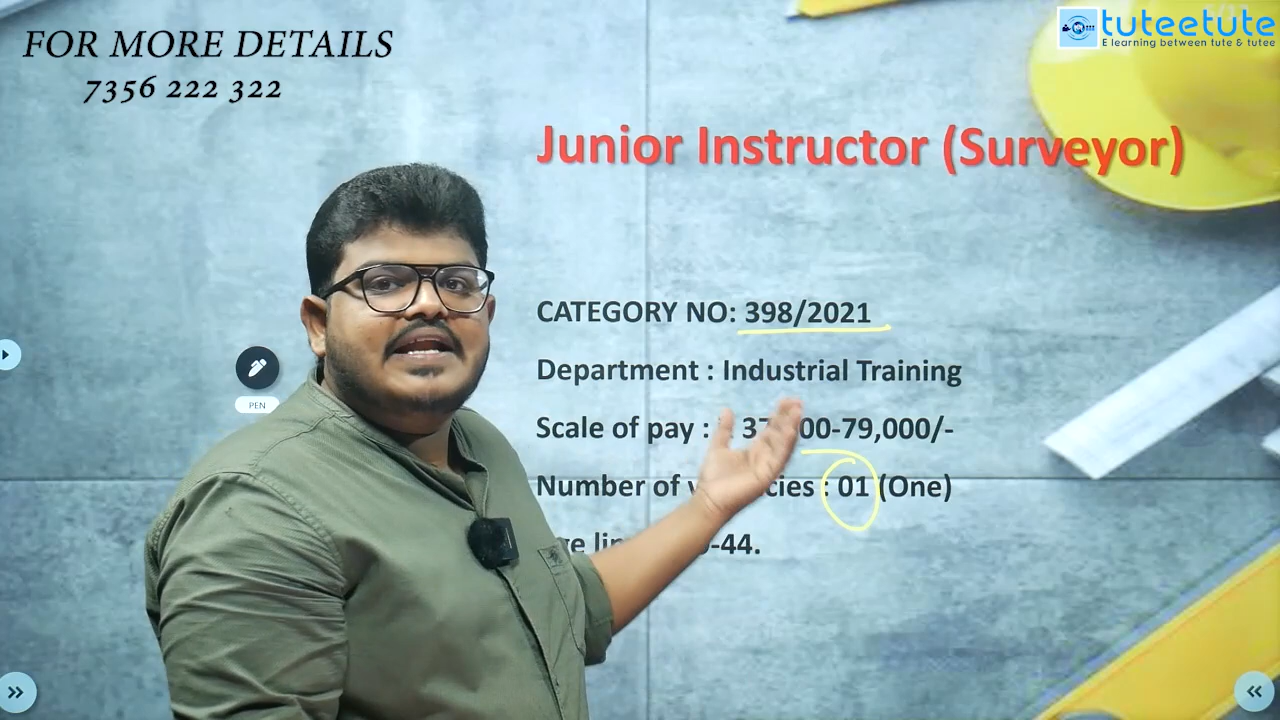 FOR MORE DETAILS
7356 222 322
tuteetute
E learning between tute & tutee
Junior Instructor (Surveyor)
CATEGORY NO: 398/2021
Department : Industrial Training
Scale of pay : 00-79,000/-
Number of : 01 (One)
-44.
PEN